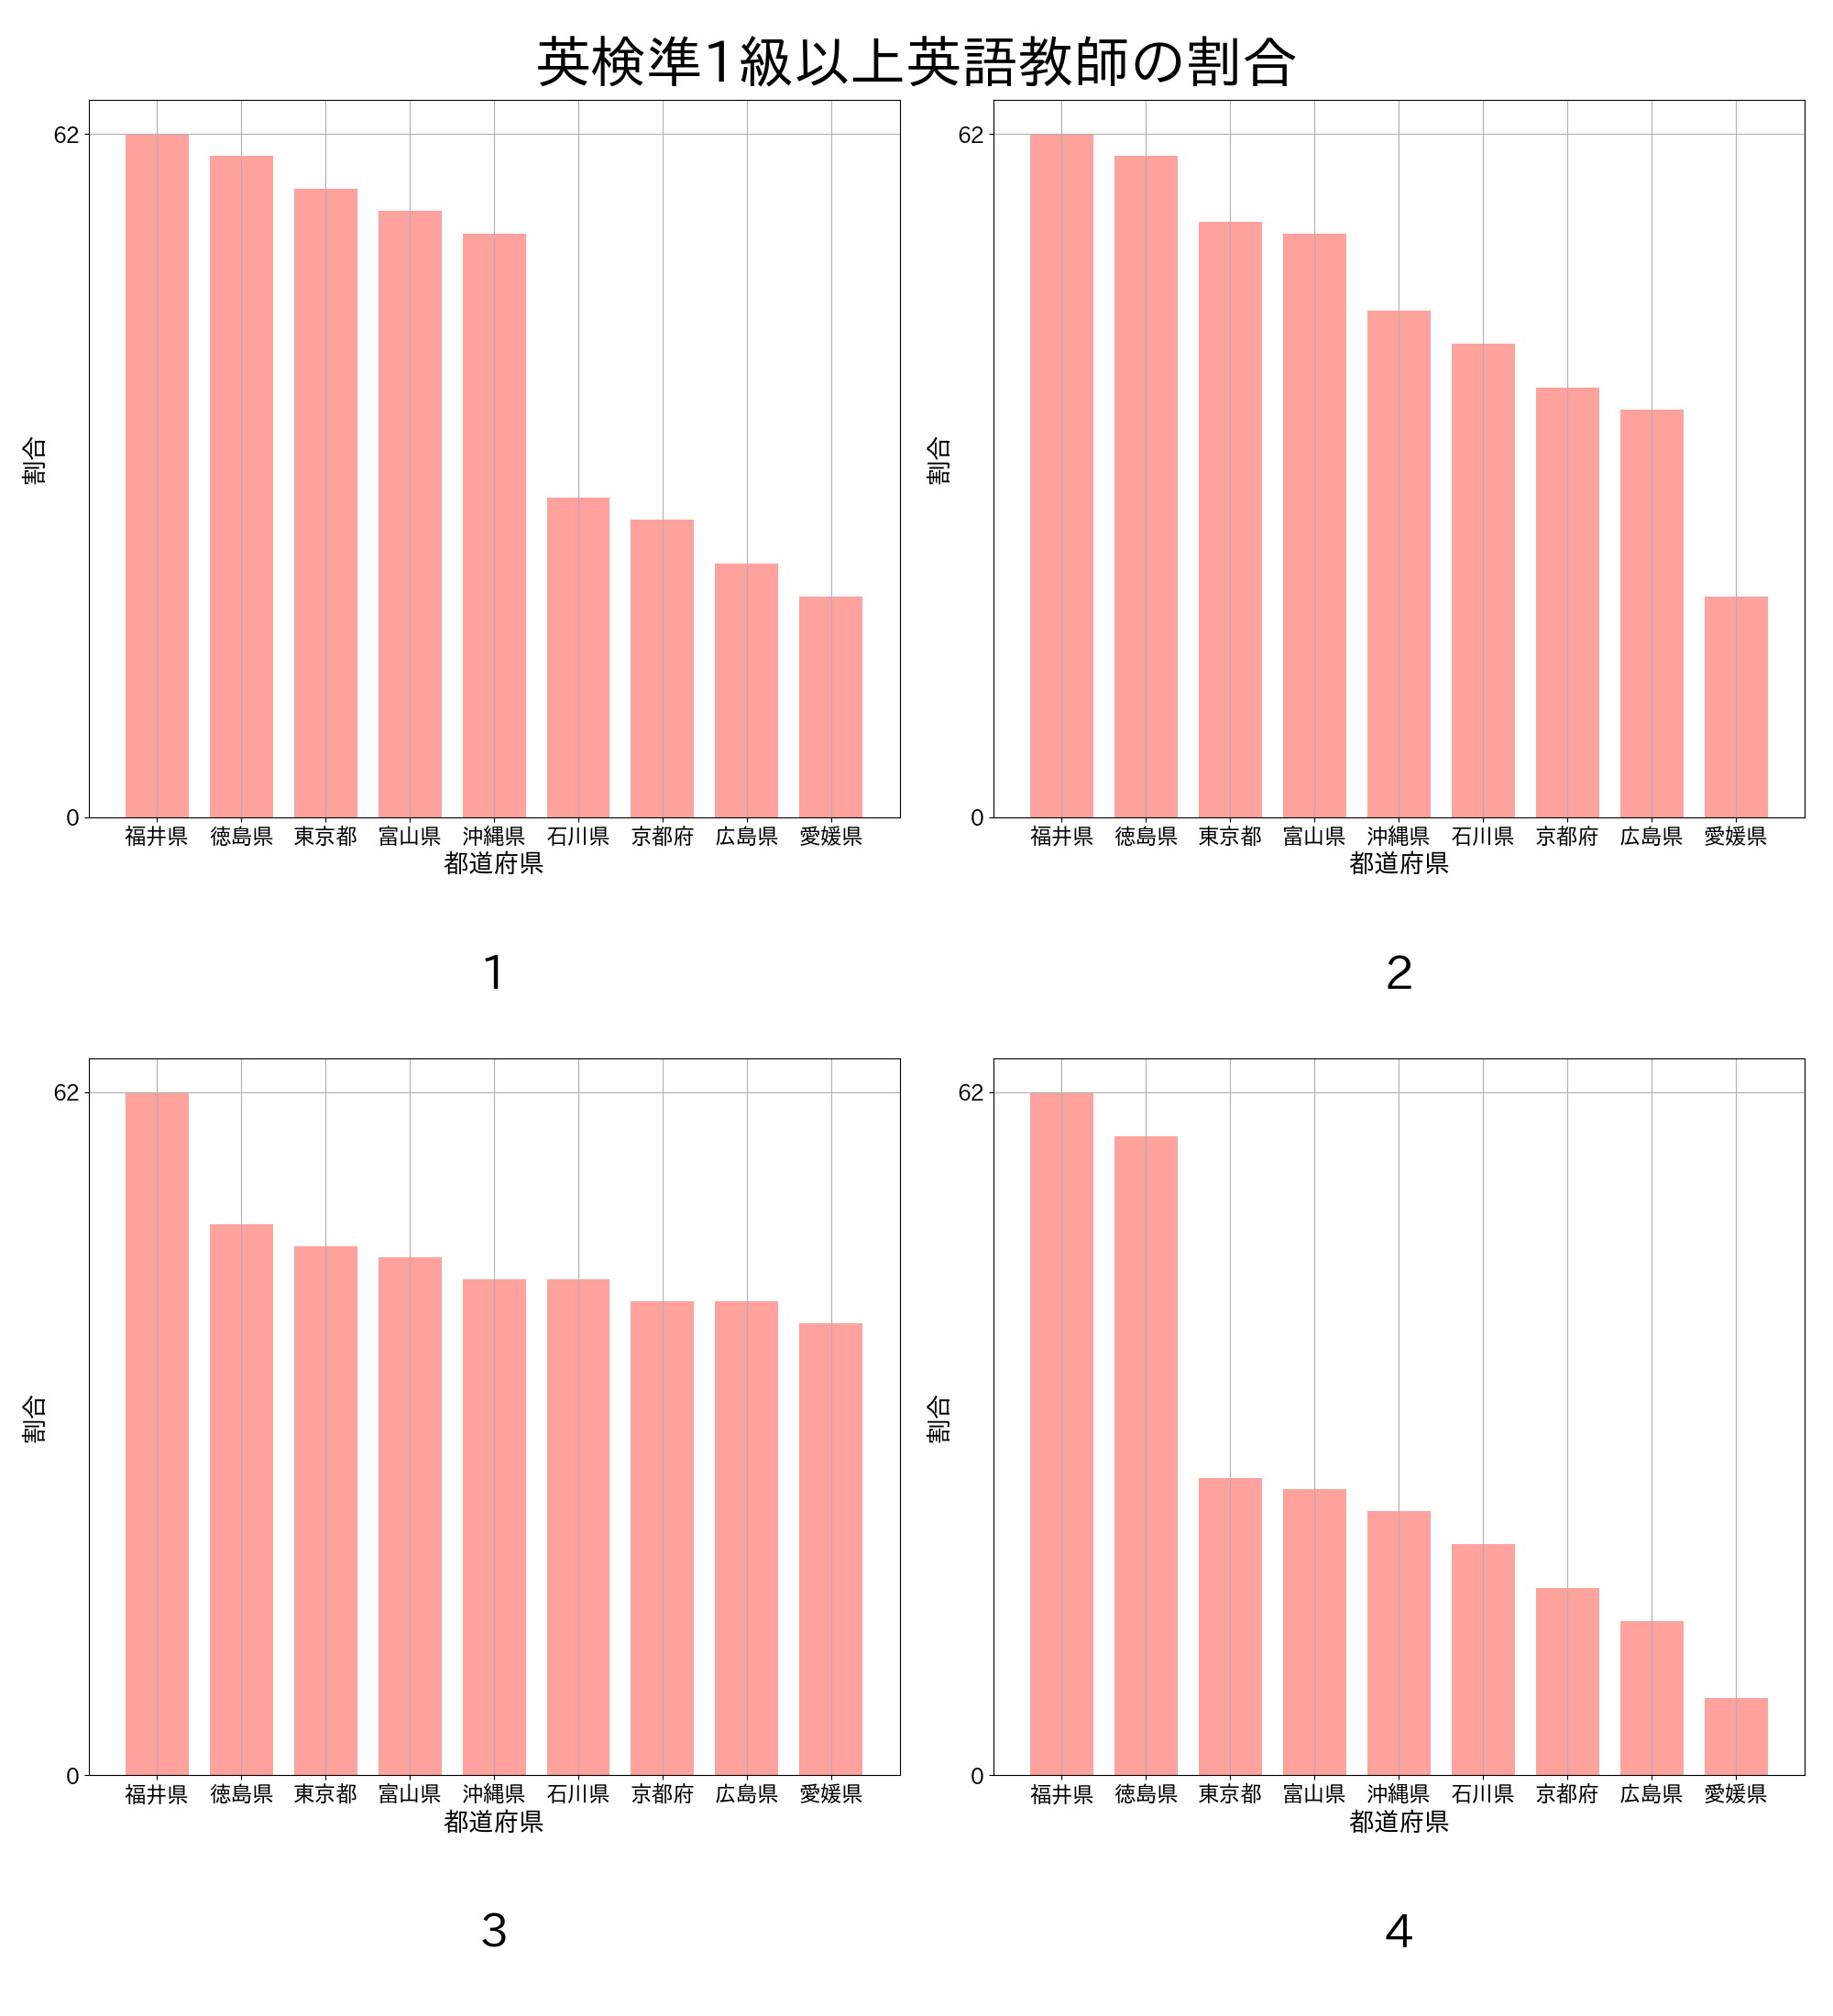 英検準1級以上英語教師の割合
62
0
割合
福井県 徳島県 東京都 富山県 沖縄県 石川県 京都府 広島県 愛媛県
都道府県
1
62
0
割合
福井県 徳島県 東京都 富山県 沖縄県 石川県 京都府 広島県 愛媛県
都道府県
2
62
0
割合
福井県 徳島県 東京都 富山県 沖縄県 石川県 京都府 広島県 愛媛県
都道府県
3
62
0
割合
福井県 徳島県 東京都 富山県 沖縄県 石川県 京都府 広島県 愛媛県
都道府県
4